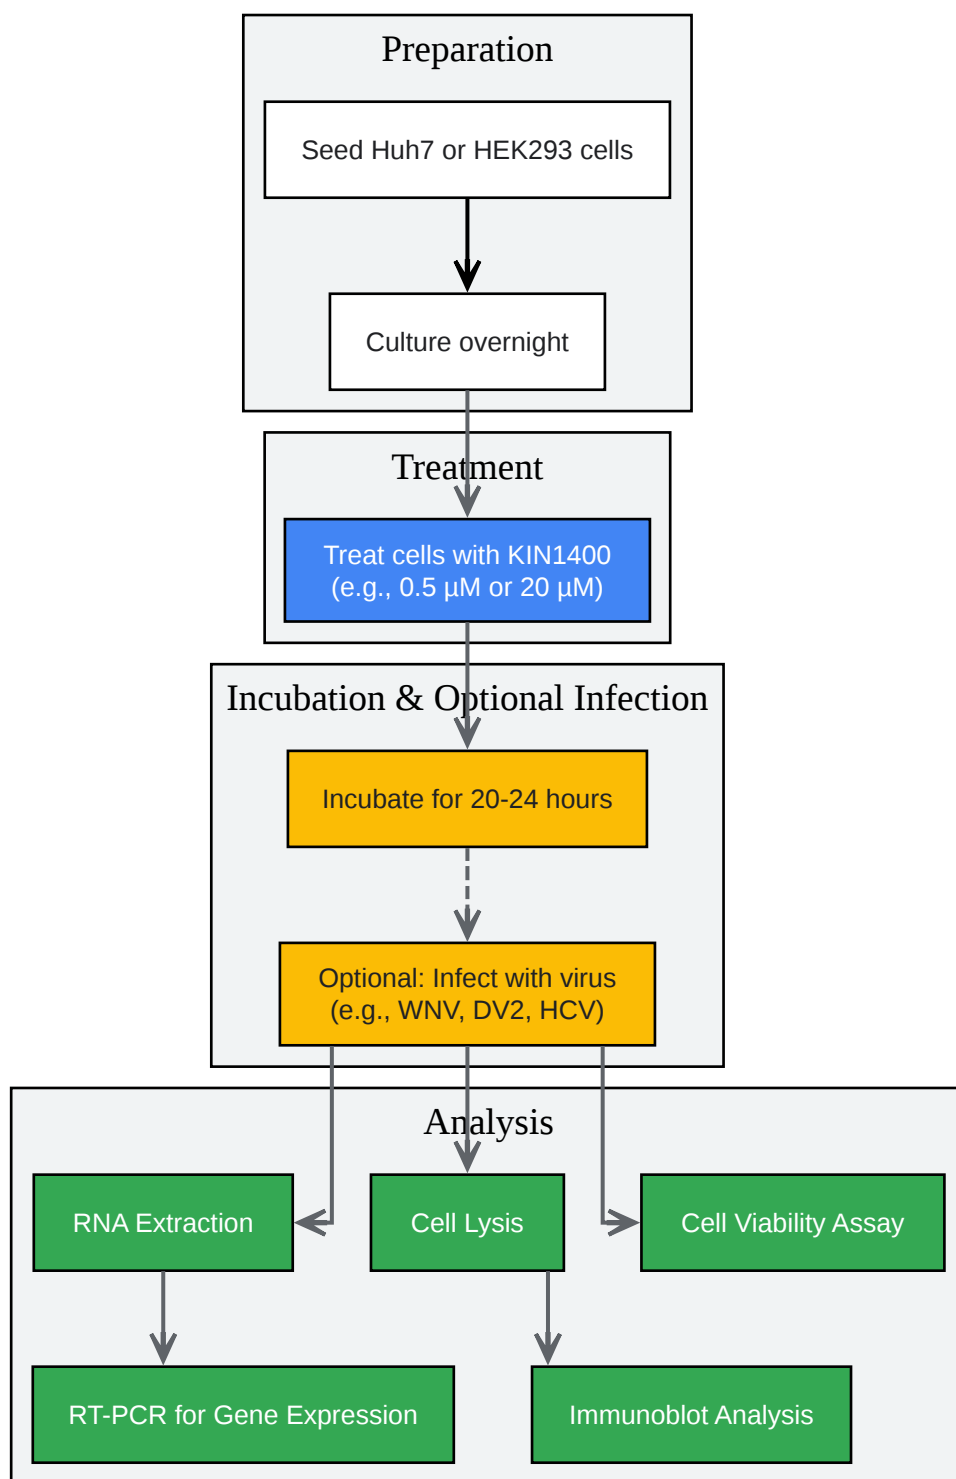 Preparation
Seed Huh7 or HEK293 cells
Culture overnight
Treatment
Treat cells with KIN1400
(e.g., 0.5 µM or 20 µM)
Incubation & Optional Infection
Incubate for 20-24 hours
Optional: Infect with virus
(e.g., WNV, DV2, HCV)
Analysis
RNA Extraction
Cell Lysis
Cell Viability Assay
RT-PCR for Gene Expression
Immunoblot Analysis